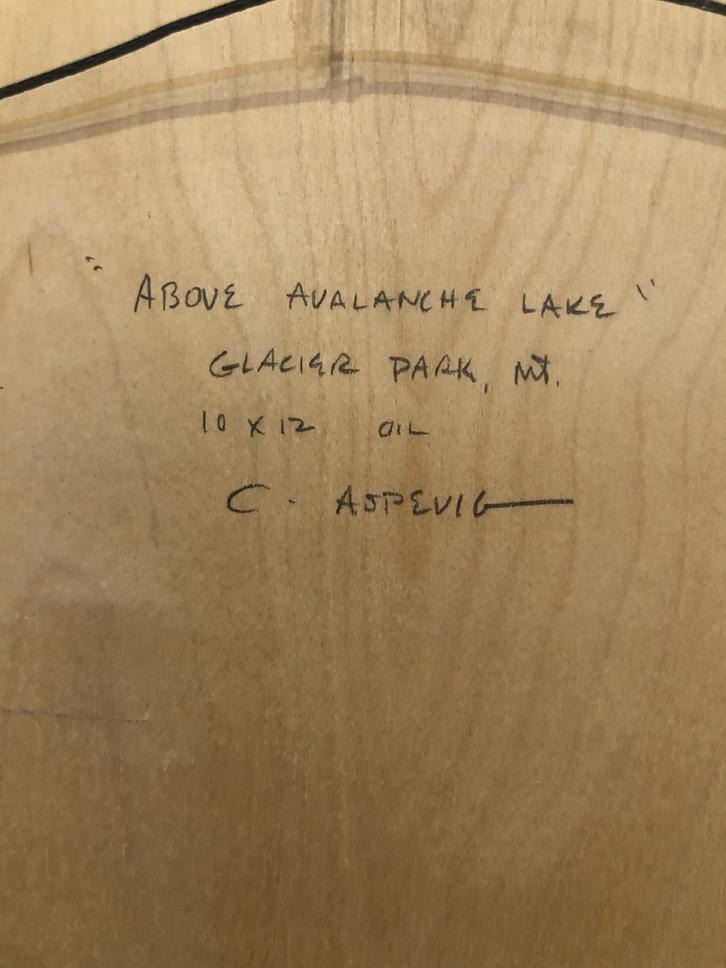 "ABOVE AVALANCHE LAKE"
GLACIER PARK, MT.
10 X 12 OIL
C. ASPEVIG